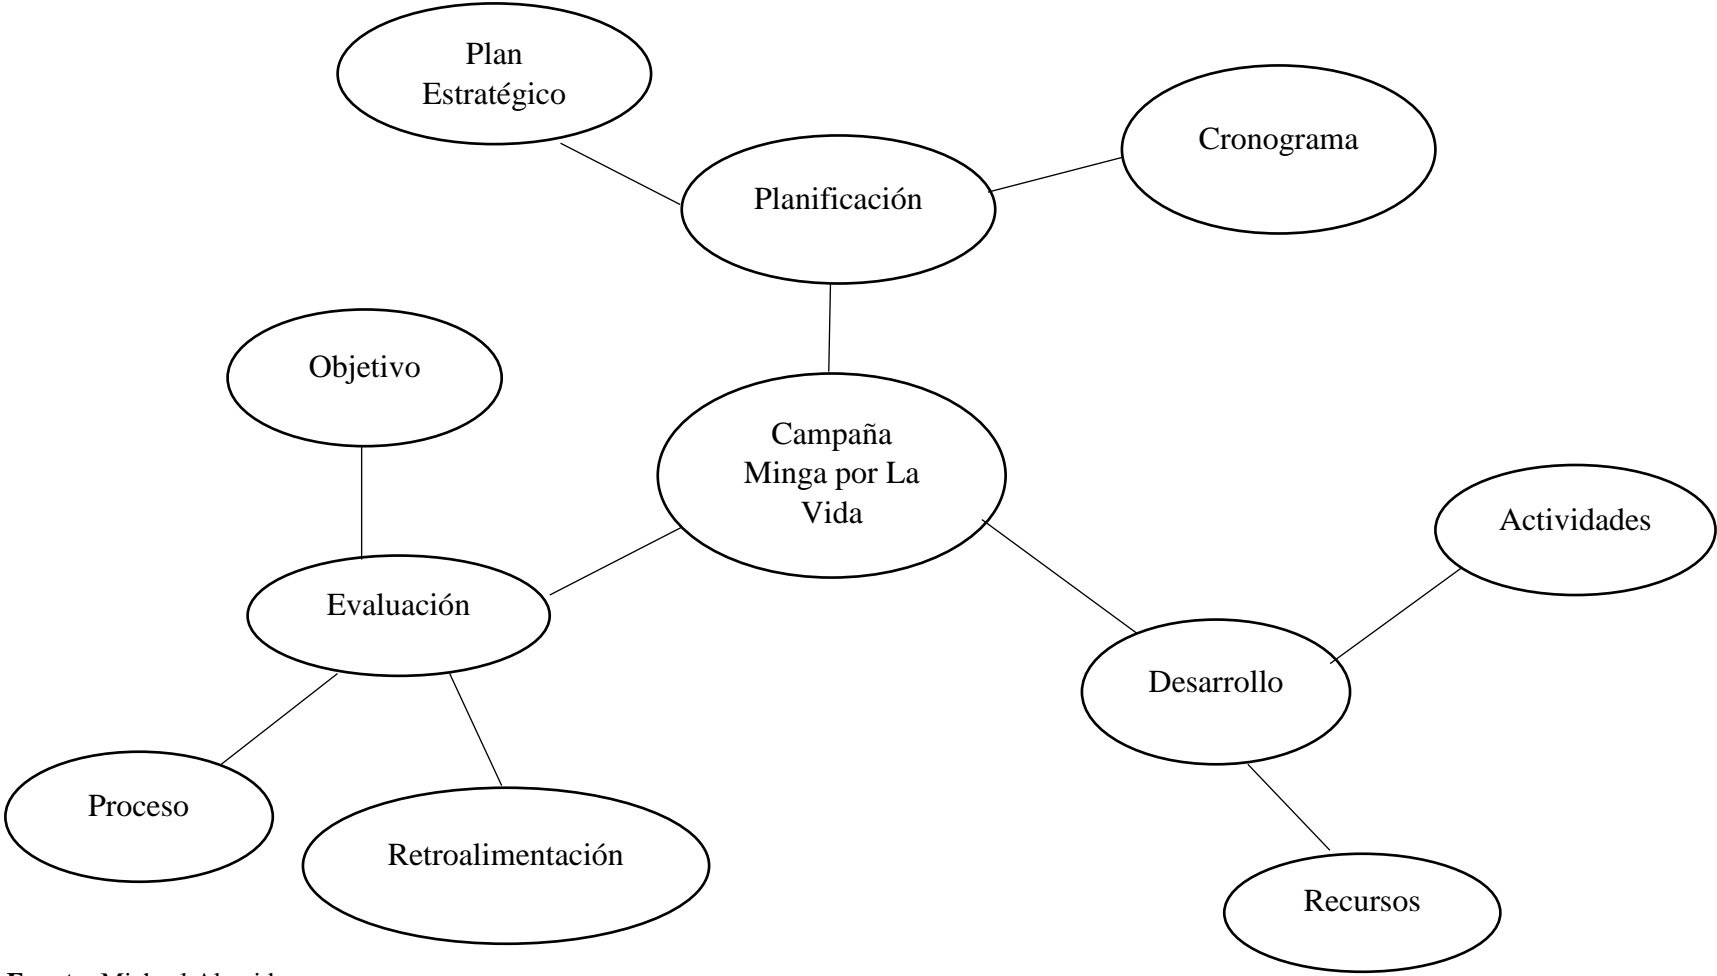 Plan
Estratégico
Cronograma
Planificación
Objetivo
Campaña
Minga por La
Vida
Actividades
Evaluación
Desarrollo
Proceso
Retroalimentación
Recursos